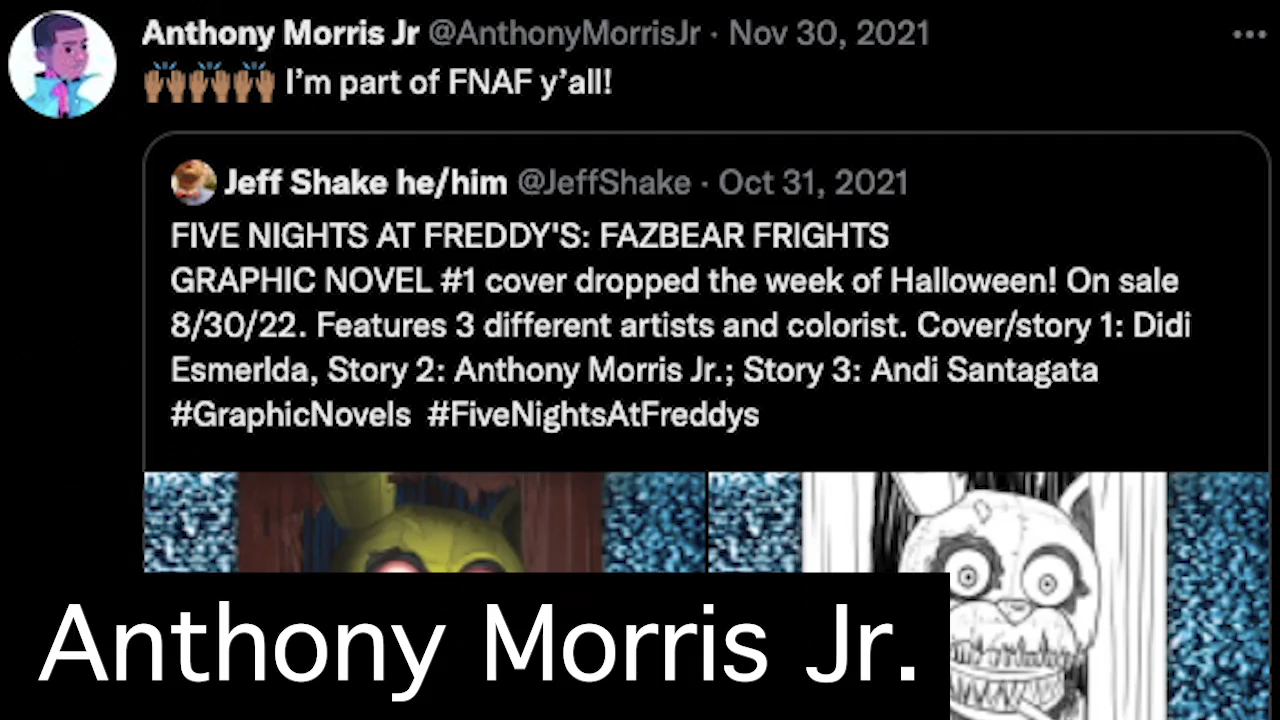 Anthony Morris Jr @AnthonyMorrisJr · Nov 30, 2021
🙌🏾🙌🏾🙌🏾 I’m part of FNAF y’all!
Jeff Shake he/him @JeffShake · Oct 31, 2021
FIVE NIGHTS AT FREDDY'S: FAZBEAR FRIGHTS
GRAPHIC NOVEL #1 cover dropped the week of Halloween! On sale
8/30/22. Features 3 different artists and colorist. Cover/story 1: Didi
Esmerlda, Story 2: Anthony Morris Jr.; Story 3: Andi Santagata
#GraphicNovels #FiveNightsAtFreddys
Anthony Morris Jr.